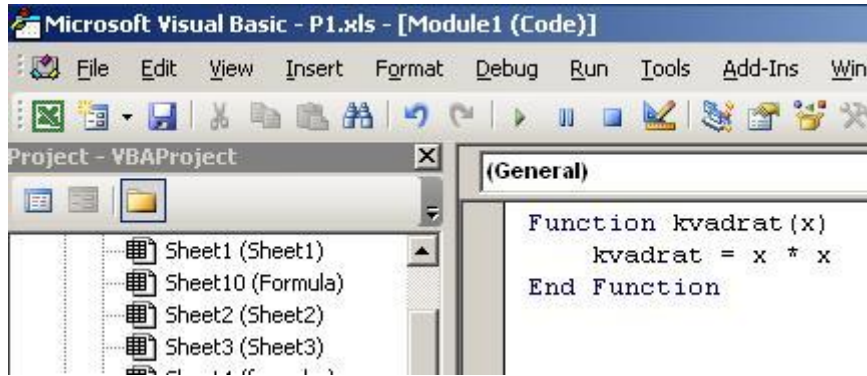 Microsoft Visual Basic - P1.xls - [Module1 (Code)]
File Edit View Insert Format Debug Run Tools Add-Ins Win
Project - VBAProject
(General)
Function kvadrat(x)
kvadrat = x * x
End Function
Sheet1 (Sheet1)
Sheet10 (Formula)
Sheet2 (Sheet2)
Sheet3 (Sheet3)